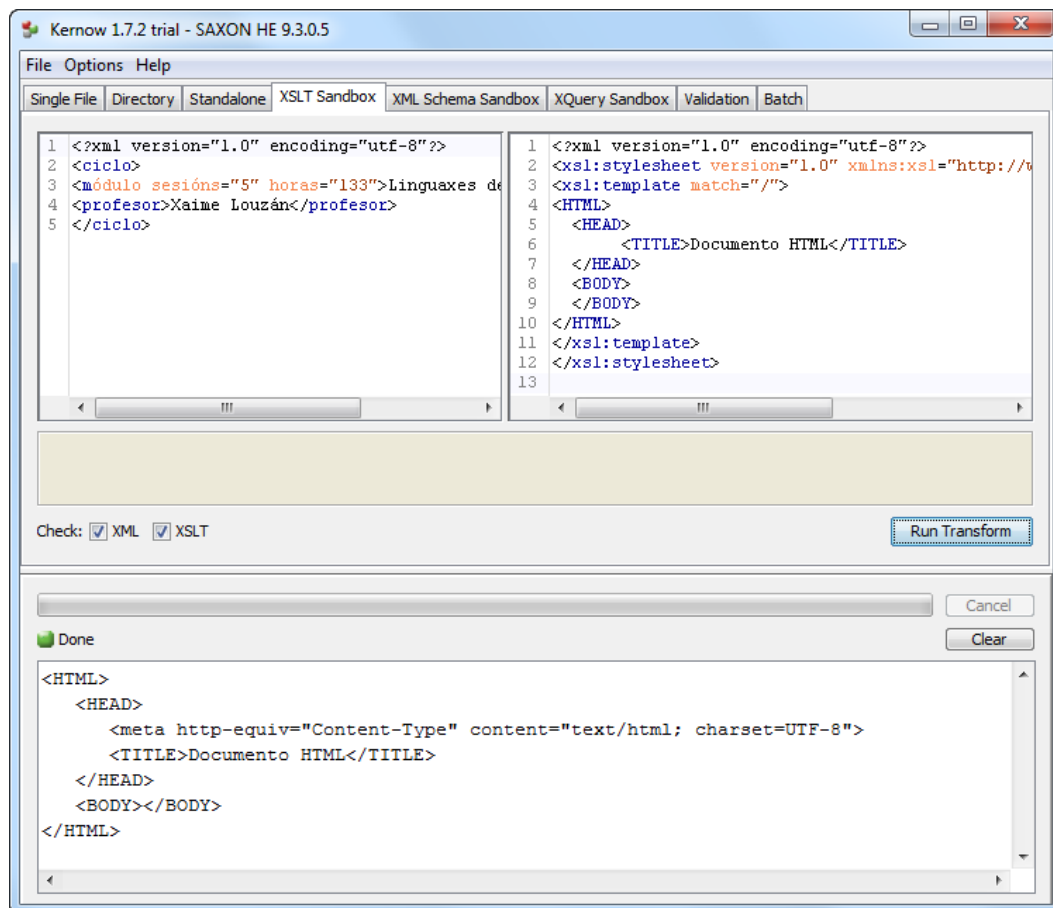 Kernow 1.7.2 trial - SAXON HE 9.3.0.5
File Options Help
Single File Directory Standalone XSLT Sandbox XML Schema Sandbox XQuery Sandbox Validation Batch
1 <?xml version="1.0" encoding="utf-8"?>
2 <ciclo>
3 <módulo sesións="5" horas="133">Linguaxes de
4 <profesor>Xaime Louzán</profesor>
5 </ciclo>
1 <?xml version="1.0" encoding="utf-8"?>
2 <xsl:stylesheet version="1.0" xmlns:xsl="http://w
3 <xsl:template match="/">
4 <HTML>
5 <HEAD>
6 <TITLE>Documento HTML</TITLE>
7 </HEAD>
8 <BODY>
9 </BODY>
10 </HTML>
11 </xsl:template>
12 </xsl:stylesheet>
13
Check: XML XSLT
Run Transform
Cancel
Done
Clear
<HTML>
<HEAD>
<meta http-equiv="Content-Type" content="text/html; charset=UTF-8">
<TITLE>Documento HTML</TITLE>
</HEAD>
<BODY></BODY>
</HTML>